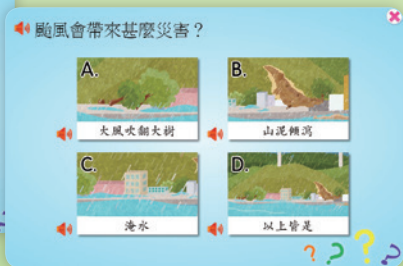 颱風會帶來甚麼災害？
A.
大風吹翻大樹
B.
山泥傾瀉
C.
淹水
D.
以上皆是
? ? ? ?